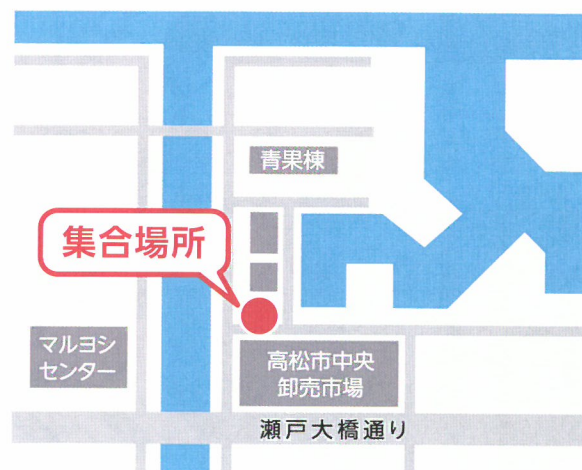 青果棟
集合場所
マルヨシ
センター
高松市中央
卸売市場
瀬戸大橋通り